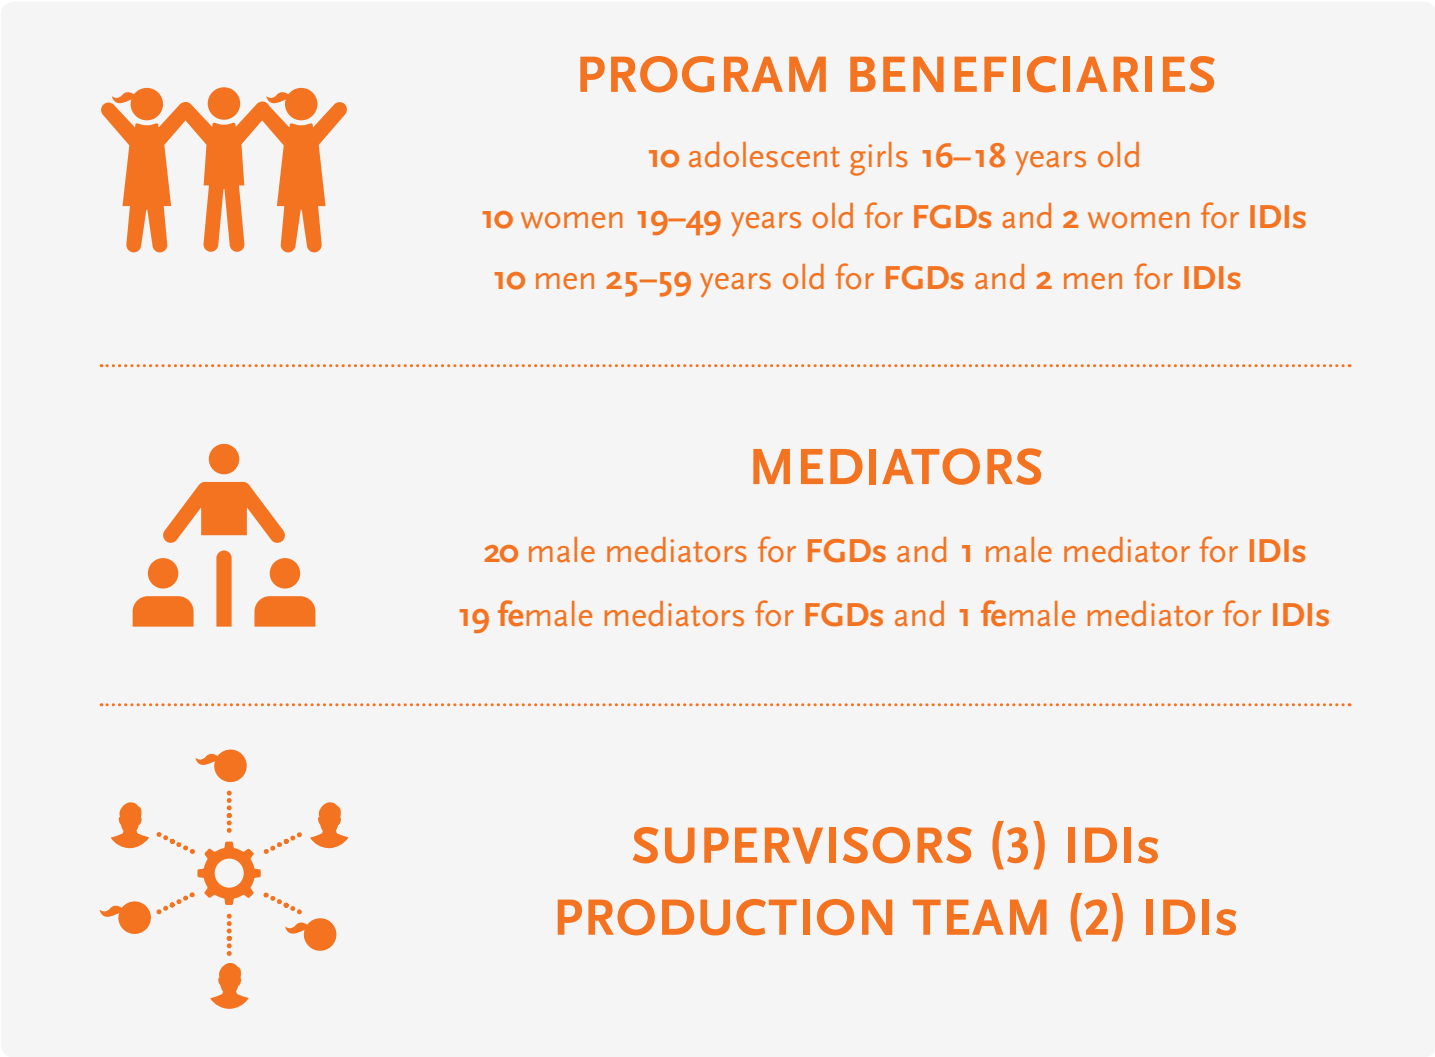 PROGRAM BENEFICIARIES
10 adolescent girls 16–18 years old
10 women 19–49 years old for FGDs and 2 women for IDIs
10 men 25–59 years old for FGDs and 2 men for IDIs
MEDIATORS
20 male mediators for FGDs and 1 male mediator for IDIs
19 female mediators for FGDs and 1 female mediator for IDIs
SUPERVISORS (3) IDIs
PRODUCTION TEAM (2) IDIs